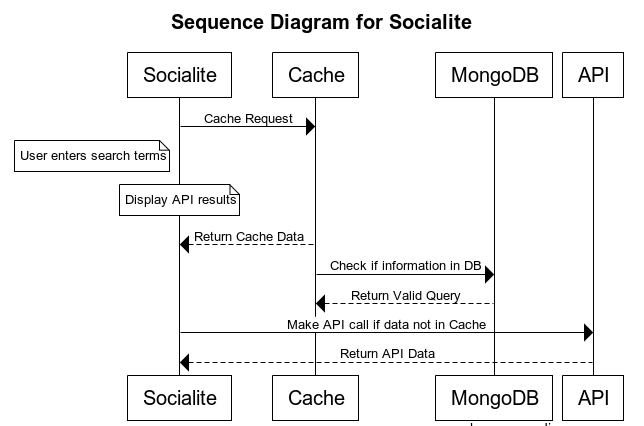 Sequence Diagram for Socialite
Socialite Cache MongoDB API
Cache Request
User enters search terms
Display API results
Return Cache Data
Check if information in DB
Return Valid Query
Make API call if data not in Cache
Return API Data
Socialite Cache MongoDB API